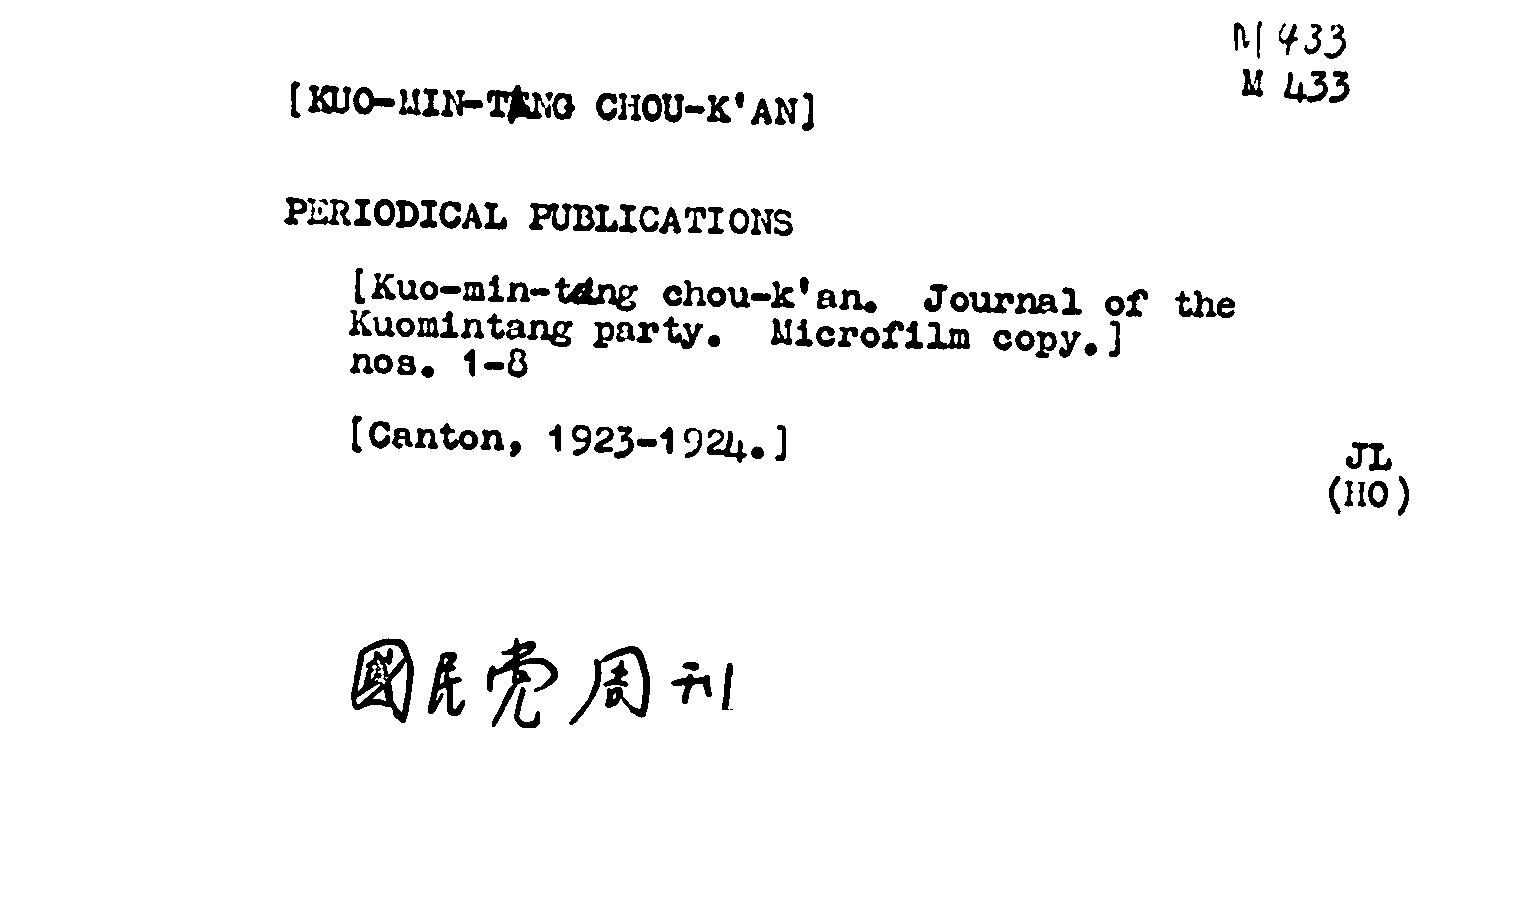 M 433
M 433
[KUO-MIN-TANG CHOU-K'AN]
PERIODICAL PUBLICATIONS
[Kuo-min-tang chou-k'an. Journal of the
Kuomintang party. Microfilm copy.]
nos. 1-8
[Canton, 1923-1924.]
JL
(HO)
國民党周刊